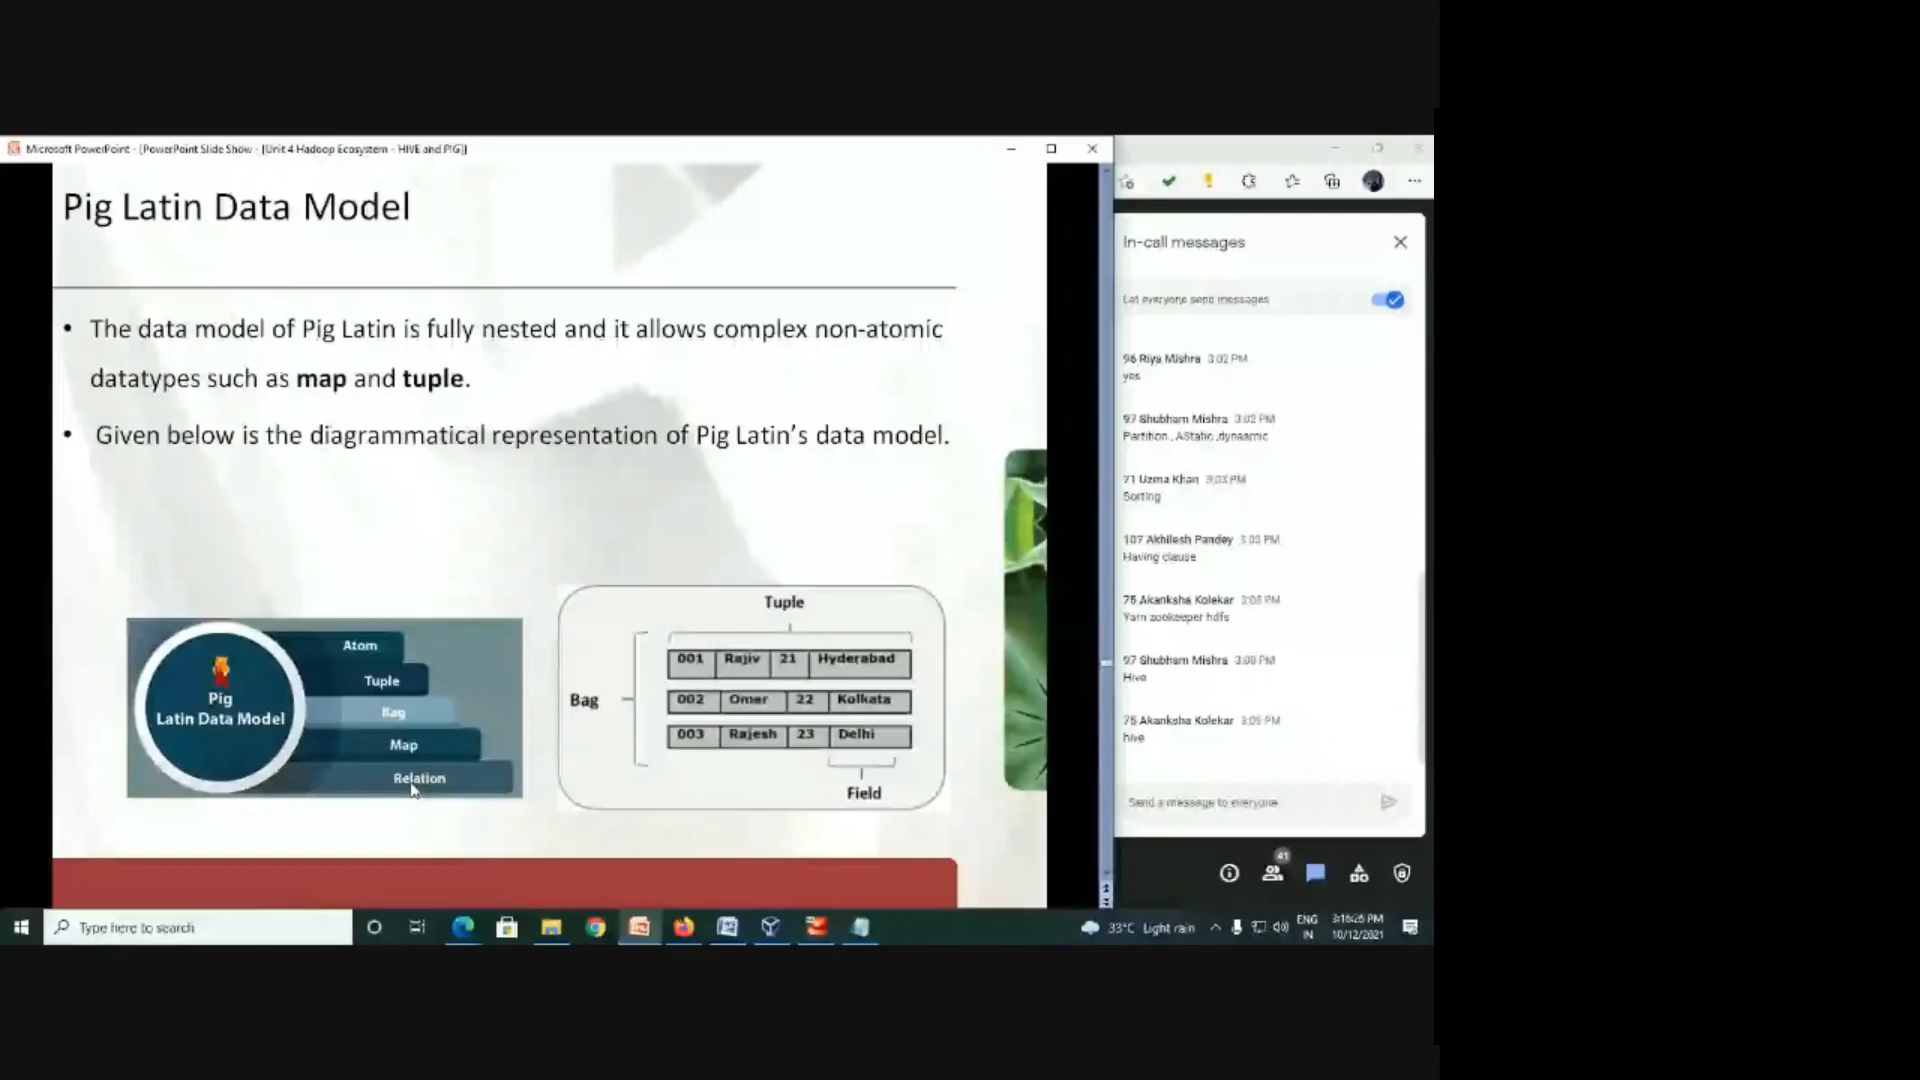 Microsoft PowerPoint - [PowerPoint Slide Show - [Unit 4 Hadoop Ecosystem - HIVE and PIG]]
Pig Latin Data Model
• The data model of Pig Latin is fully nested and it allows complex non-atomic
datatypes such as map and tuple.
• Given below is the diagrammatical representation of Pig Latin’s data model.
Pig
Latin Data Model
Atom
Tuple
Bag
Map
Relation
Tuple
Bag
001 Rajiv 21 Hyderabad
002 Omer 22 Kolkata
003 Rajesh 23 Delhi
Field
In-call messages
Let everyone send messages
96 Riya Mishra 3:02 PM
yes
97 Shubham Mishra 3:02 PM
Partition , AStatic ,dynaamic
71 Uzma Khan 3:03 PM
Sorting
107 Akhilesh Pandey 3:03 PM
Having clause
75 Akanksha Kolekar 3:08 PM
Yarn zookeeper hdfs
97 Shubham Mishra 3:08 PM
Hive
75 Akanksha Kolekar 3:09 PM
hive
Send a message to everyone
41
Type here to search
33°C Light rain
ENG
IN
3:16:26 PM
10/12/2021